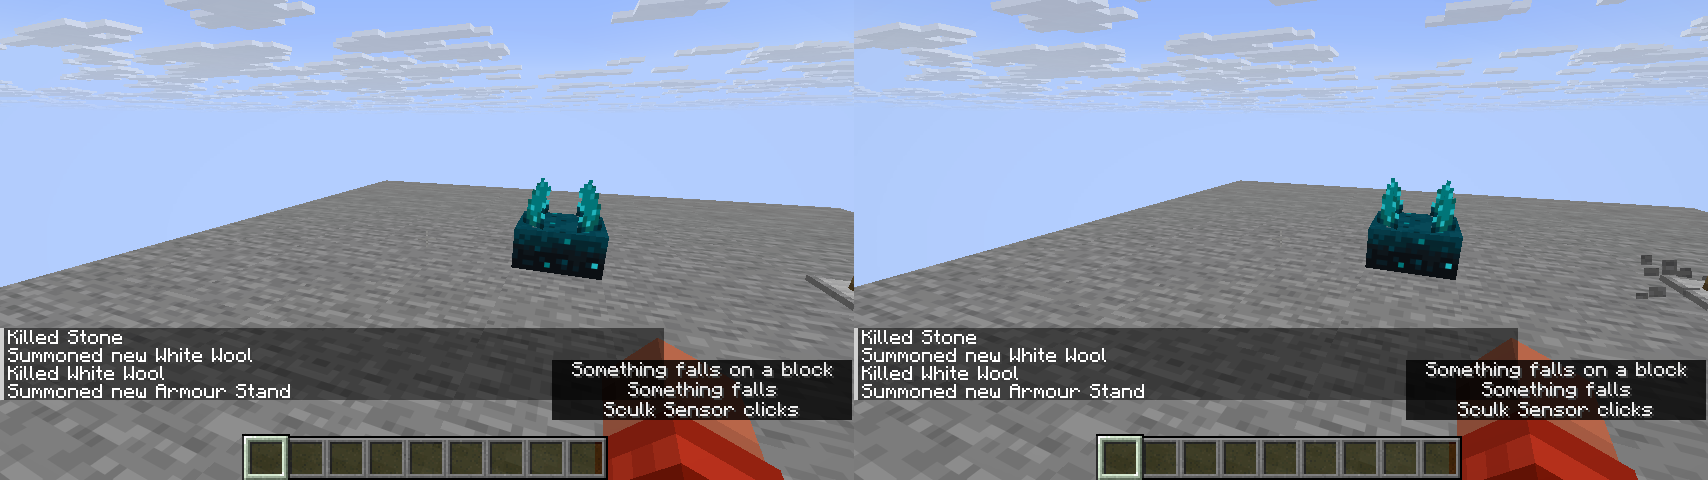 Killed Stone
Summoned new White Wool
Killed White Wool
Summoned new Armour Stand
Something falls on a block
Something falls
Sculk Sensor clicks
Killed Stone
Summoned new White Wool
Killed White Wool
Summoned new Armour Stand
Something falls on a block
Something falls
Sculk Sensor clicks